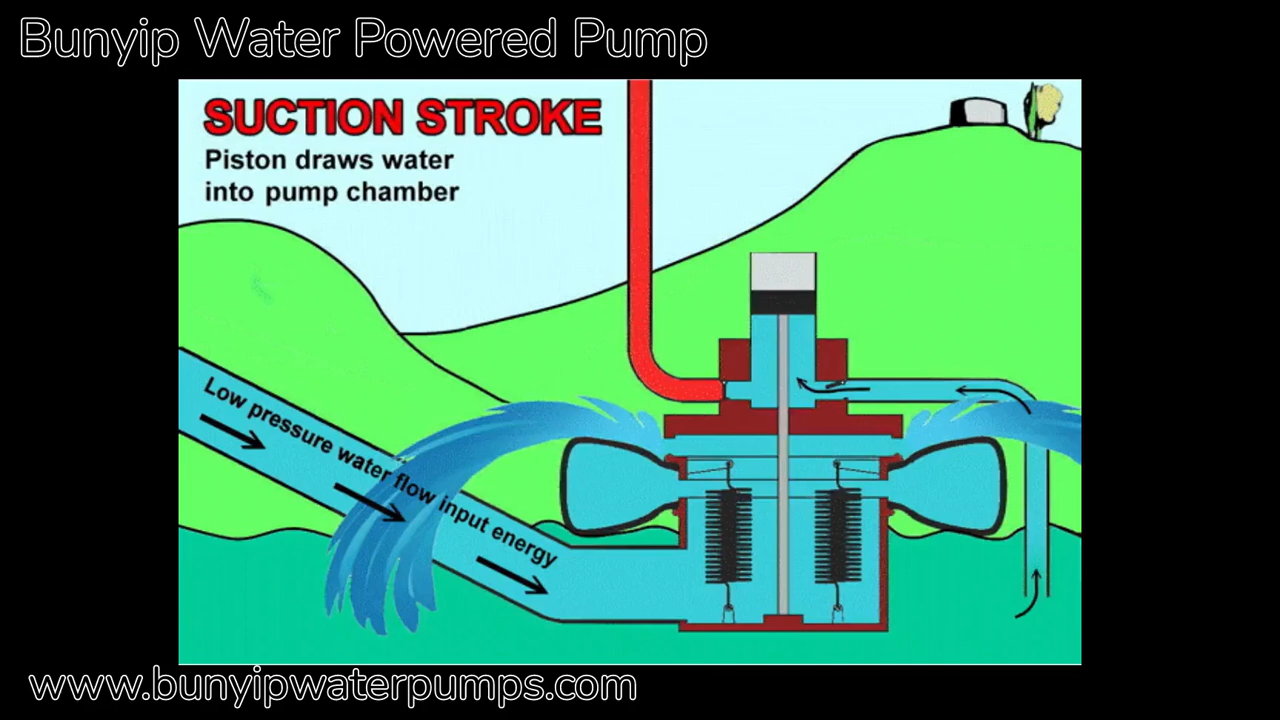 Bunyip Water Powered Pump
SUCTION STROKE
Piston draws water
into pump chamber
Low pressure water flow input energy
www.bunyipwaterpumps.com